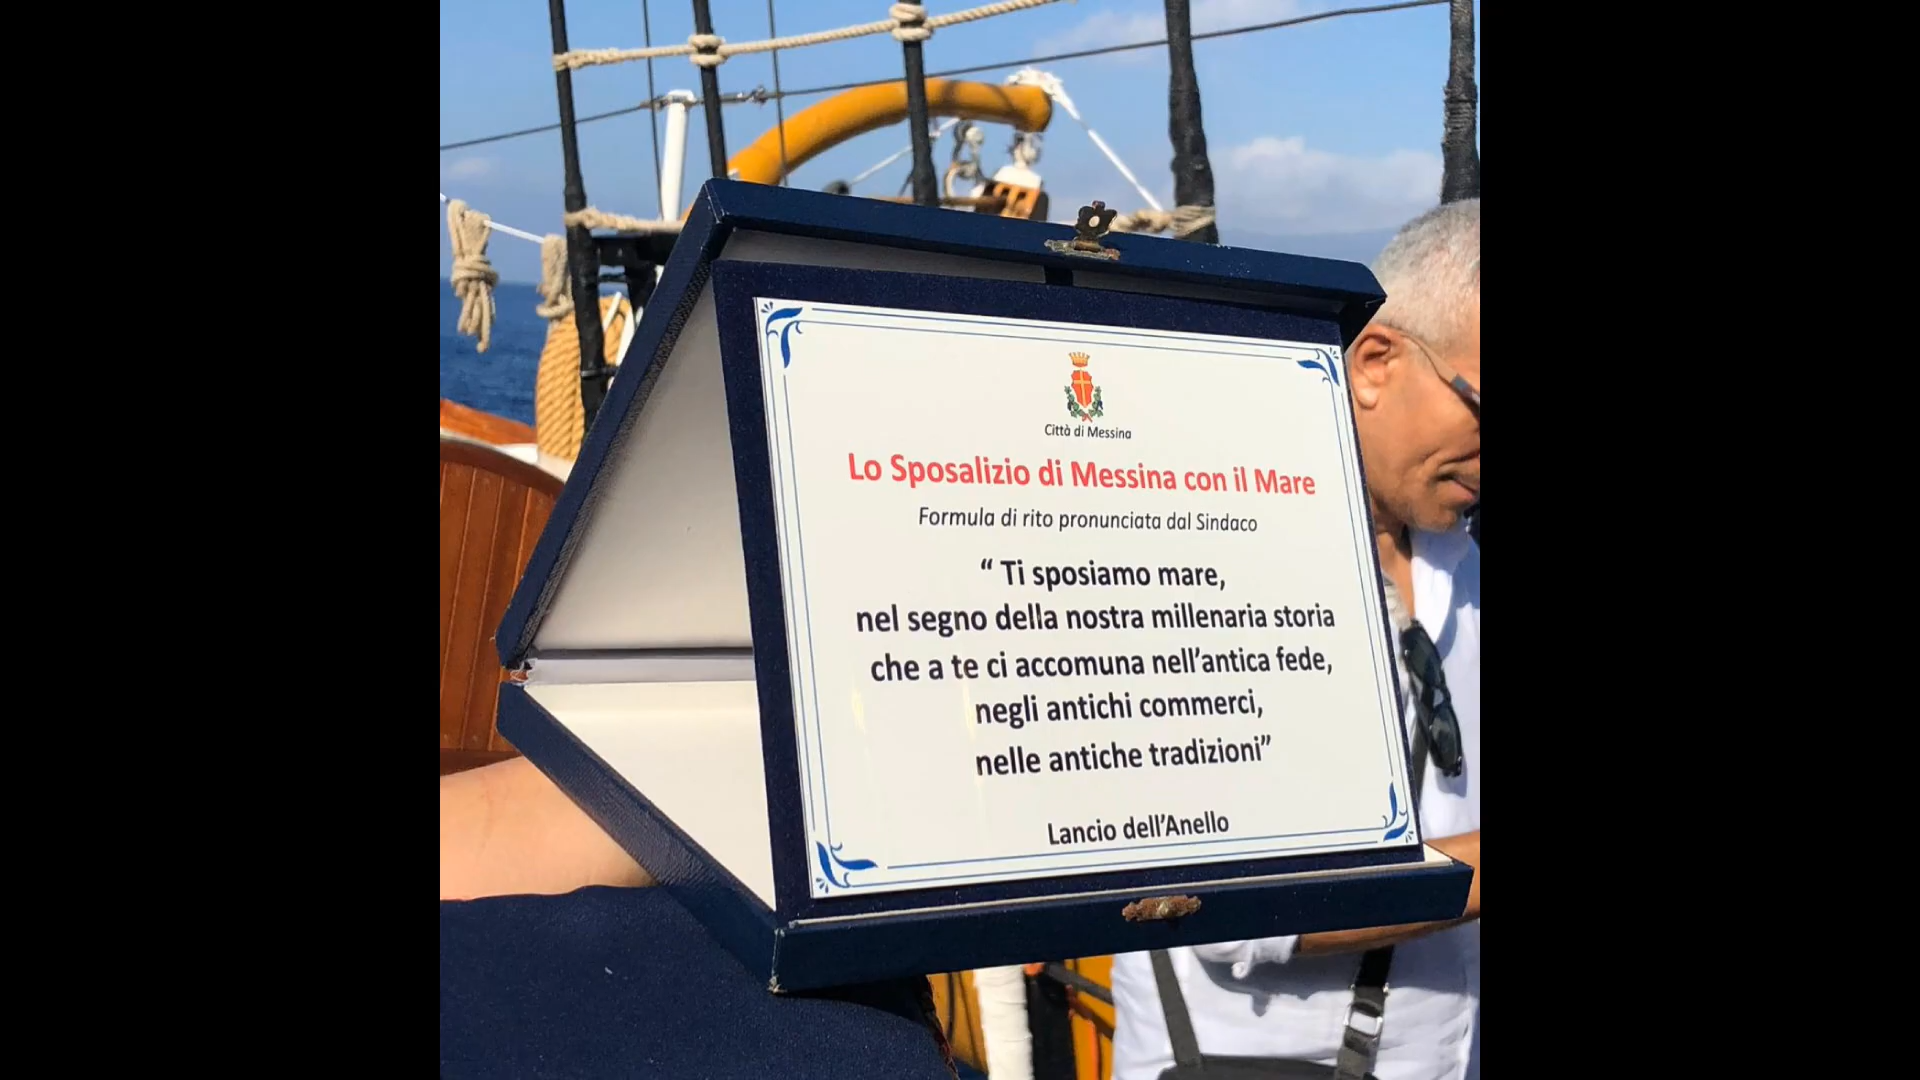 Città di Messina
Lo Sposalizio di Messina con il Mare
Formula di rito pronunciata dal Sindaco
“ Ti sposiamo mare,
nel segno della nostra millenaria storia
che a te ci accomuna nell’antica fede,
negli antichi commerci,
nelle antiche tradizioni”
Lancio dell’Anello